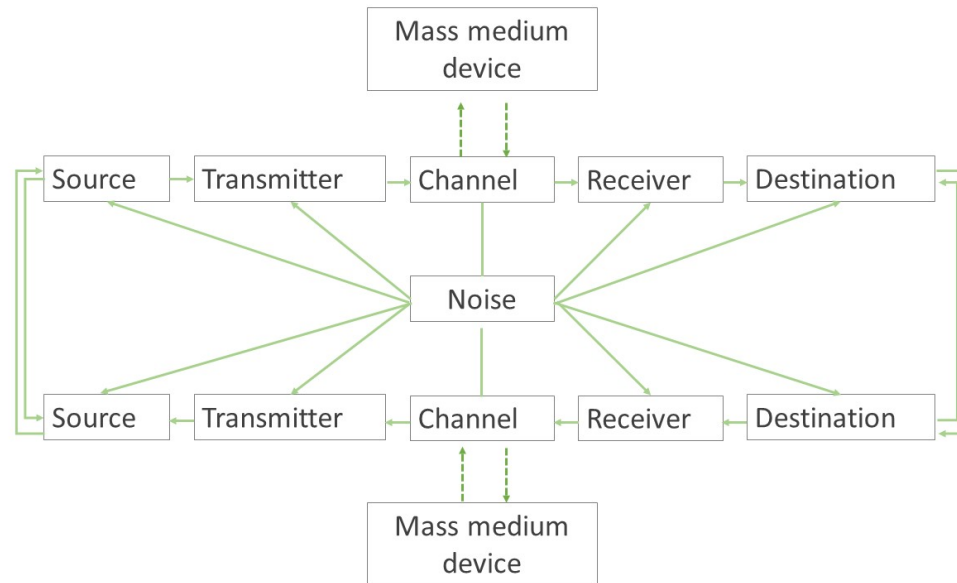 Mass medium
device
Source
Transmitter
Channel
Receiver
Destination
Noise
Source
Transmitter
Channel
Receiver
Destination
Mass medium
device